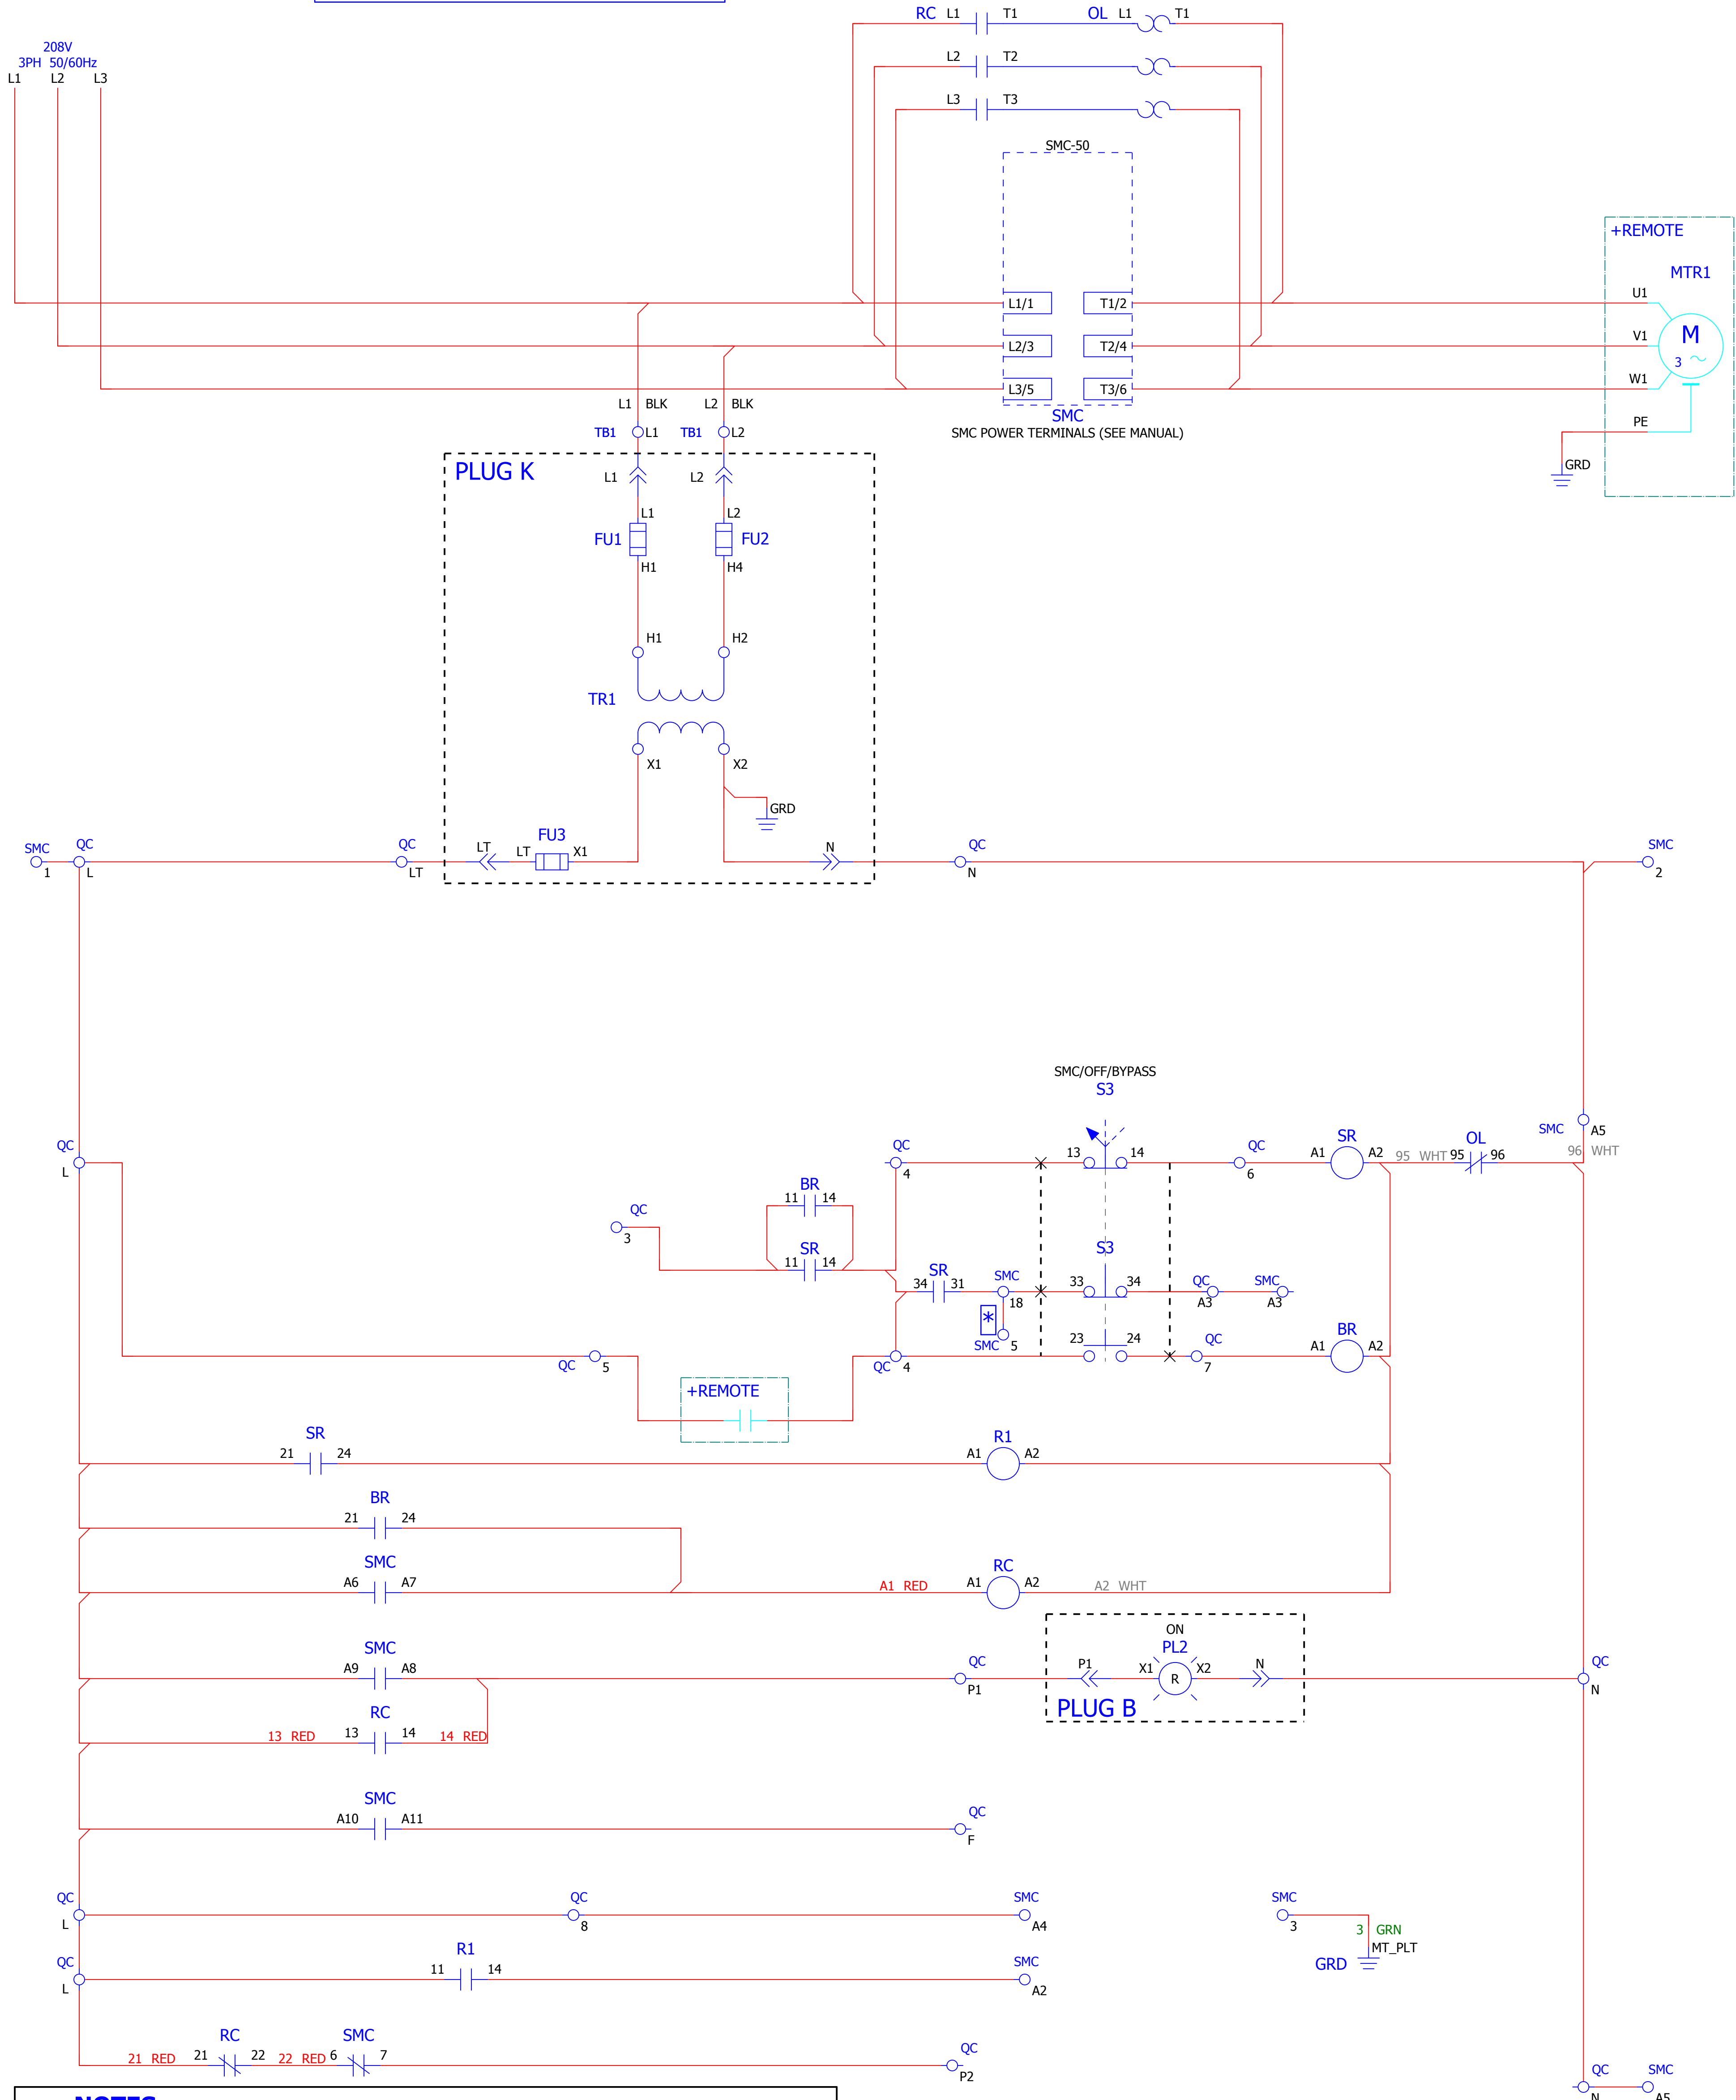 RC L1 T1 OL L1 T1
208V
3PH 50/60Hz
L1 L2 L3
L2 T2
L3 T3
SMC-50
+REMOTE
MTR1
L1/1 T1/2 U1
L2/3 T2/4 V1
M
3
L3/5 T3/6 W1
L1 BLK L2 BLK
SMC
PE
TB1 L1 TB1 L2
SMC POWER TERMINALS (SEE MANUAL)
GRD
PLUG K
L1 L2
L1 L2
FU1 FU2
H1 H4
H1 H2
TR1
X1 X2
GRD
FU3
SMC QC QC LT LT X1 N QC SMC
1 L LT N 2
SMC/OFF/BYPASS
S3
SMC A5
QC QC 13 14 QC SR OL
L 4 6 A1 A2 95 WHT 95 96 96 WHT
BR
11 14
QC
3
SR S3
11 14
SR SMC
34 31 18 33 34 QC SMC
A3 A3
*
SMC 5 23 24 QC BR
A1 A2
QC 5 QC 4 7
+REMOTE
SR R1
21 24 A1 A2
BR
21 24
SMC RC
A6 A7 A1 RED A1 A2 A2 WHT
ON
SMC PL2
A9 A8 QC P1 X1 R X2 N QC
P1 N
RC PLUG B
13 RED 13 14 14 RED
SMC
A10 A11 QC
F
QC QC SMC SMC
L 8 A4 3
3 GRN
R1 MT_PLT
QC 11 14 SMC GRD
L A2
RC SMC
21 RED 21 22 22 RED 6 7 QC
P2
QC SMC
N A5
NOTES